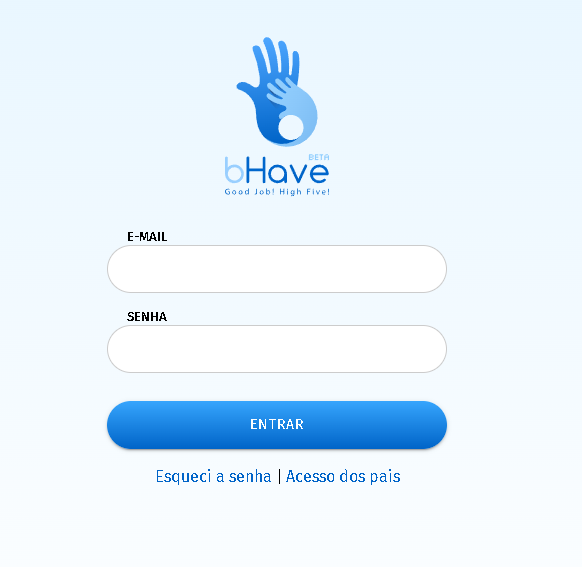 BETA
bHave
Good Job! High Five!
E-MAIL
SENHA
ENTRAR
Esqueci a senha | Acesso dos pais